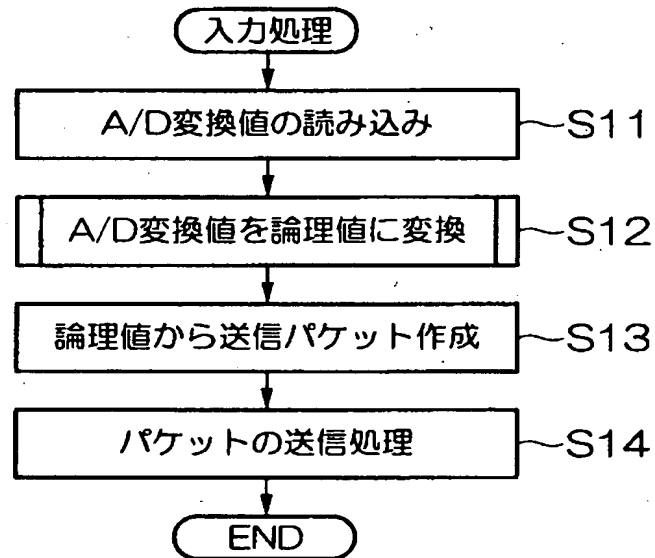 入力処理
A/D変換値の読み込み
S11
A/D変換値を論理値に変換
S12
論理値から送信パケット作成
S13
パケットの送信処理
S14
END